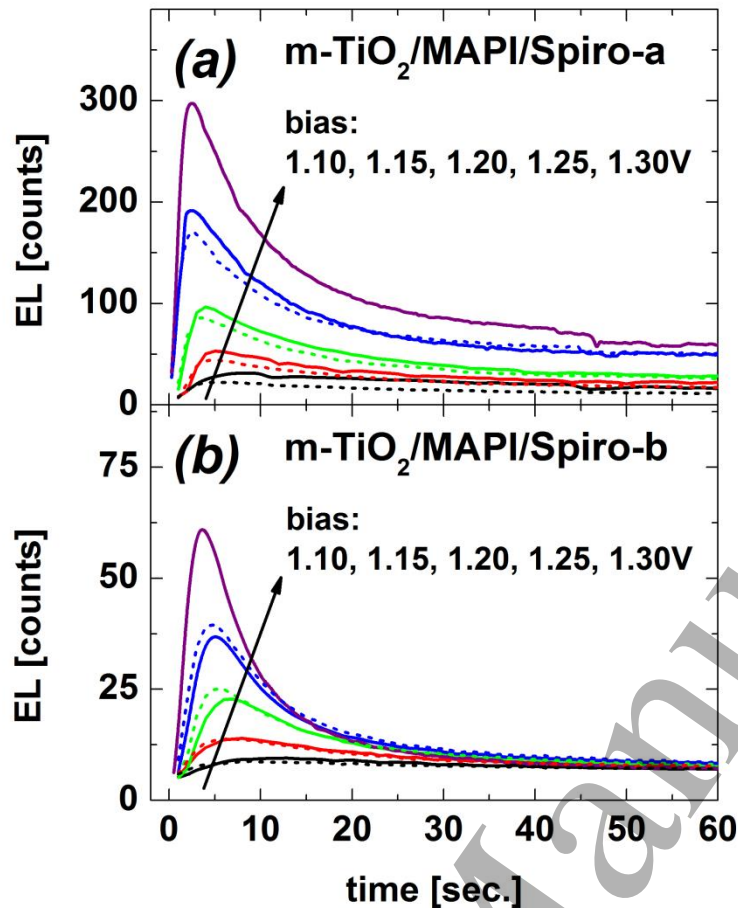 (a) m-TiO₂/MAPI/Spiro-a
bias:
1.10, 1.15, 1.20, 1.25, 1.30V
EL [counts]
300
200
100
0
(b) m-TiO₂/MAPI/Spiro-b
bias:
1.10, 1.15, 1.20, 1.25, 1.30V
EL [counts]
75
50
25
0
0 10 20 30 40 50 60
time [sec.]